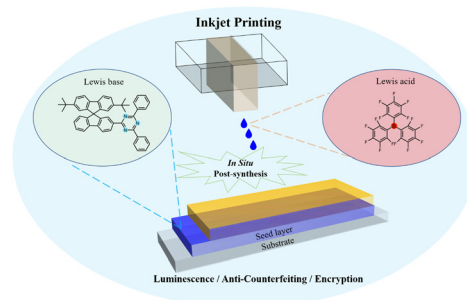 Inkjet Printing
Lewis base
Lewis acid
In Situ
Post-synthesis
Seed layer
Substrate
Luminescence / Anti-Counterfeiting / Encryption